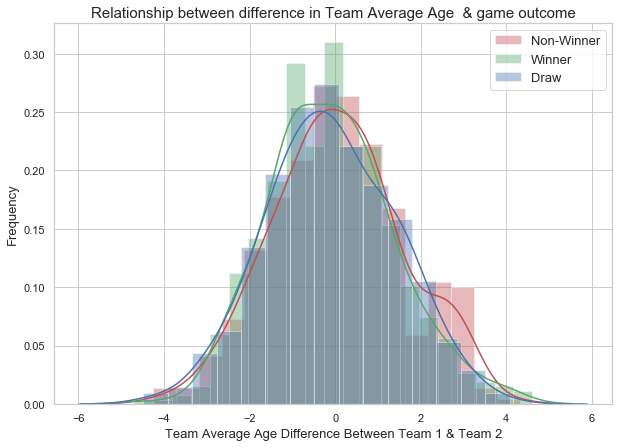 Relationship between difference in Team Average Age & game outcome
Non-Winner
Winner
Draw
Frequency
0.30
0.25
0.20
0.15
0.10
0.05
0.00
−6 −4 −2 0 2 4 6
Team Average Age Difference Between Team 1 & Team 2